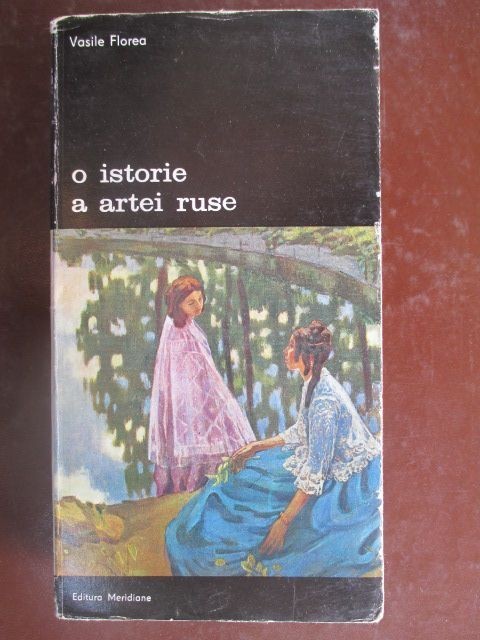 Vasile Florea
o istorie
a artei ruse
Editura Meridiane